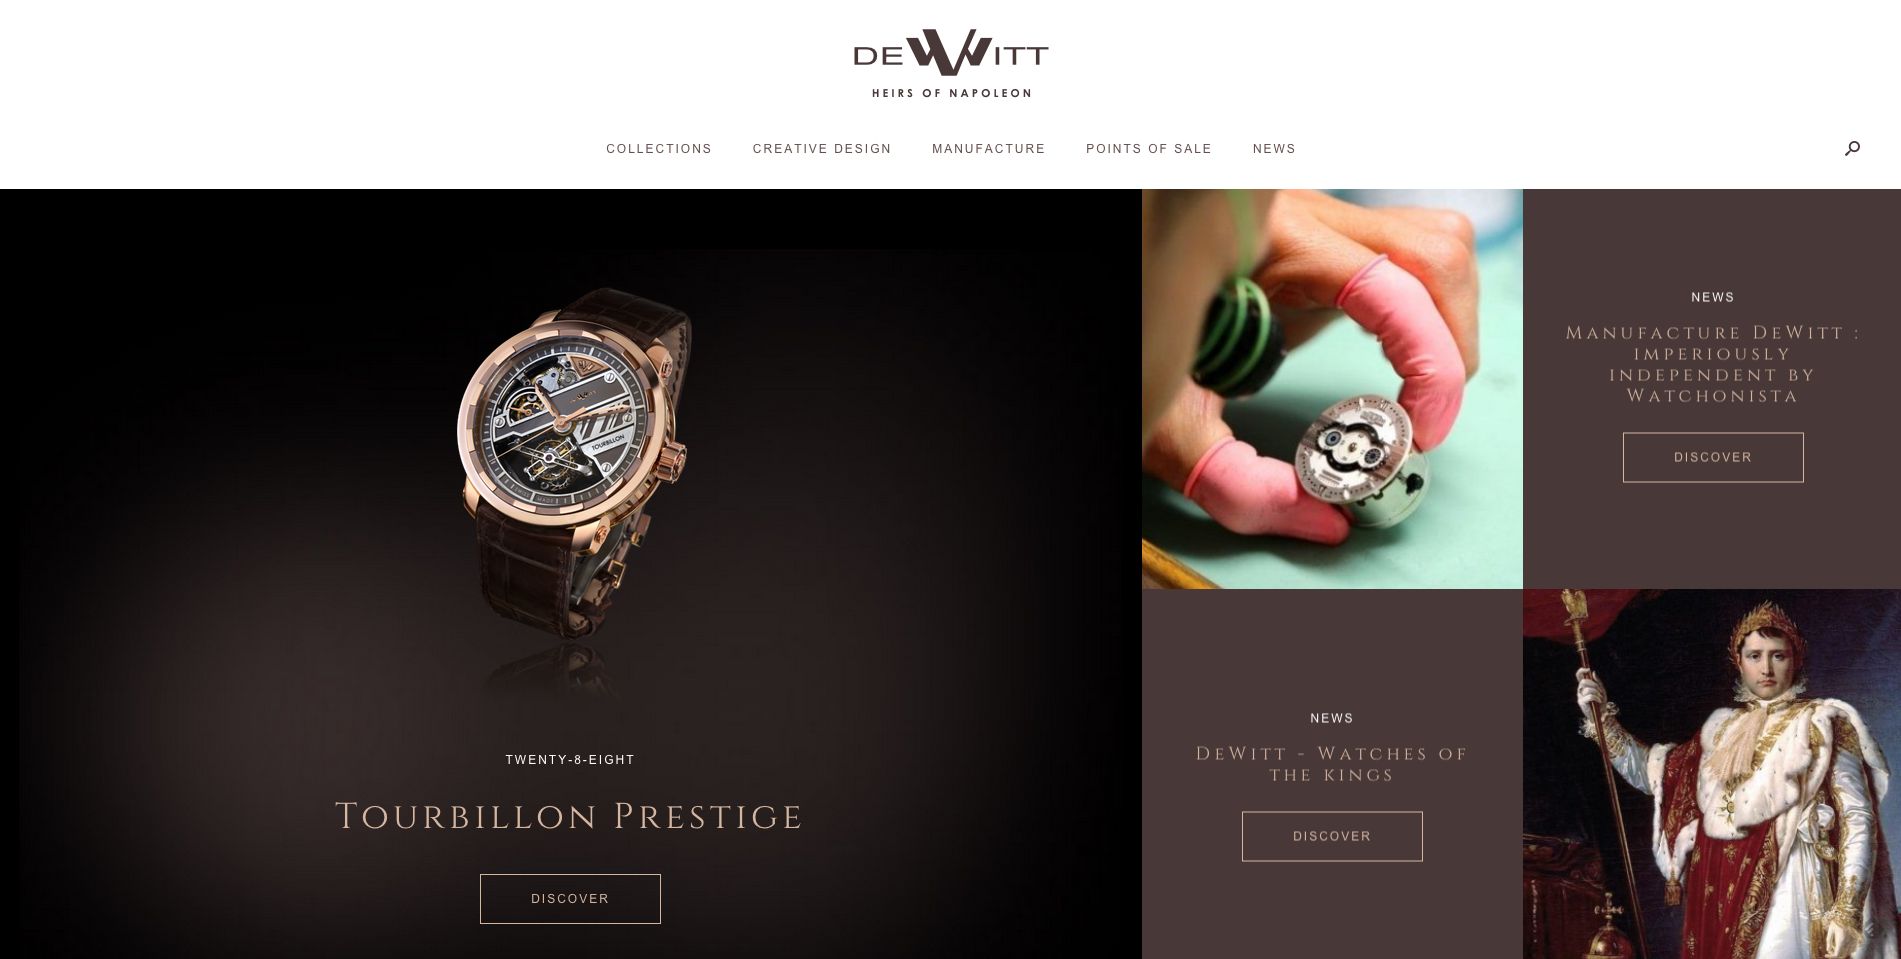 DEWITT
HEIRS OF NAPOLEON
COLLECTIONS
CREATIVE DESIGN
MANUFACTURE
POINTS OF SALE
NEWS
TOURBILLON
TWENTY-8-EIGHT
Tourbillon Prestige
DISCOVER
NEWS
Manufacture DeWitt :
imperiously
independent by
Watchonista
DISCOVER
NEWS
DeWitt - Watches of
the kings
DISCOVER